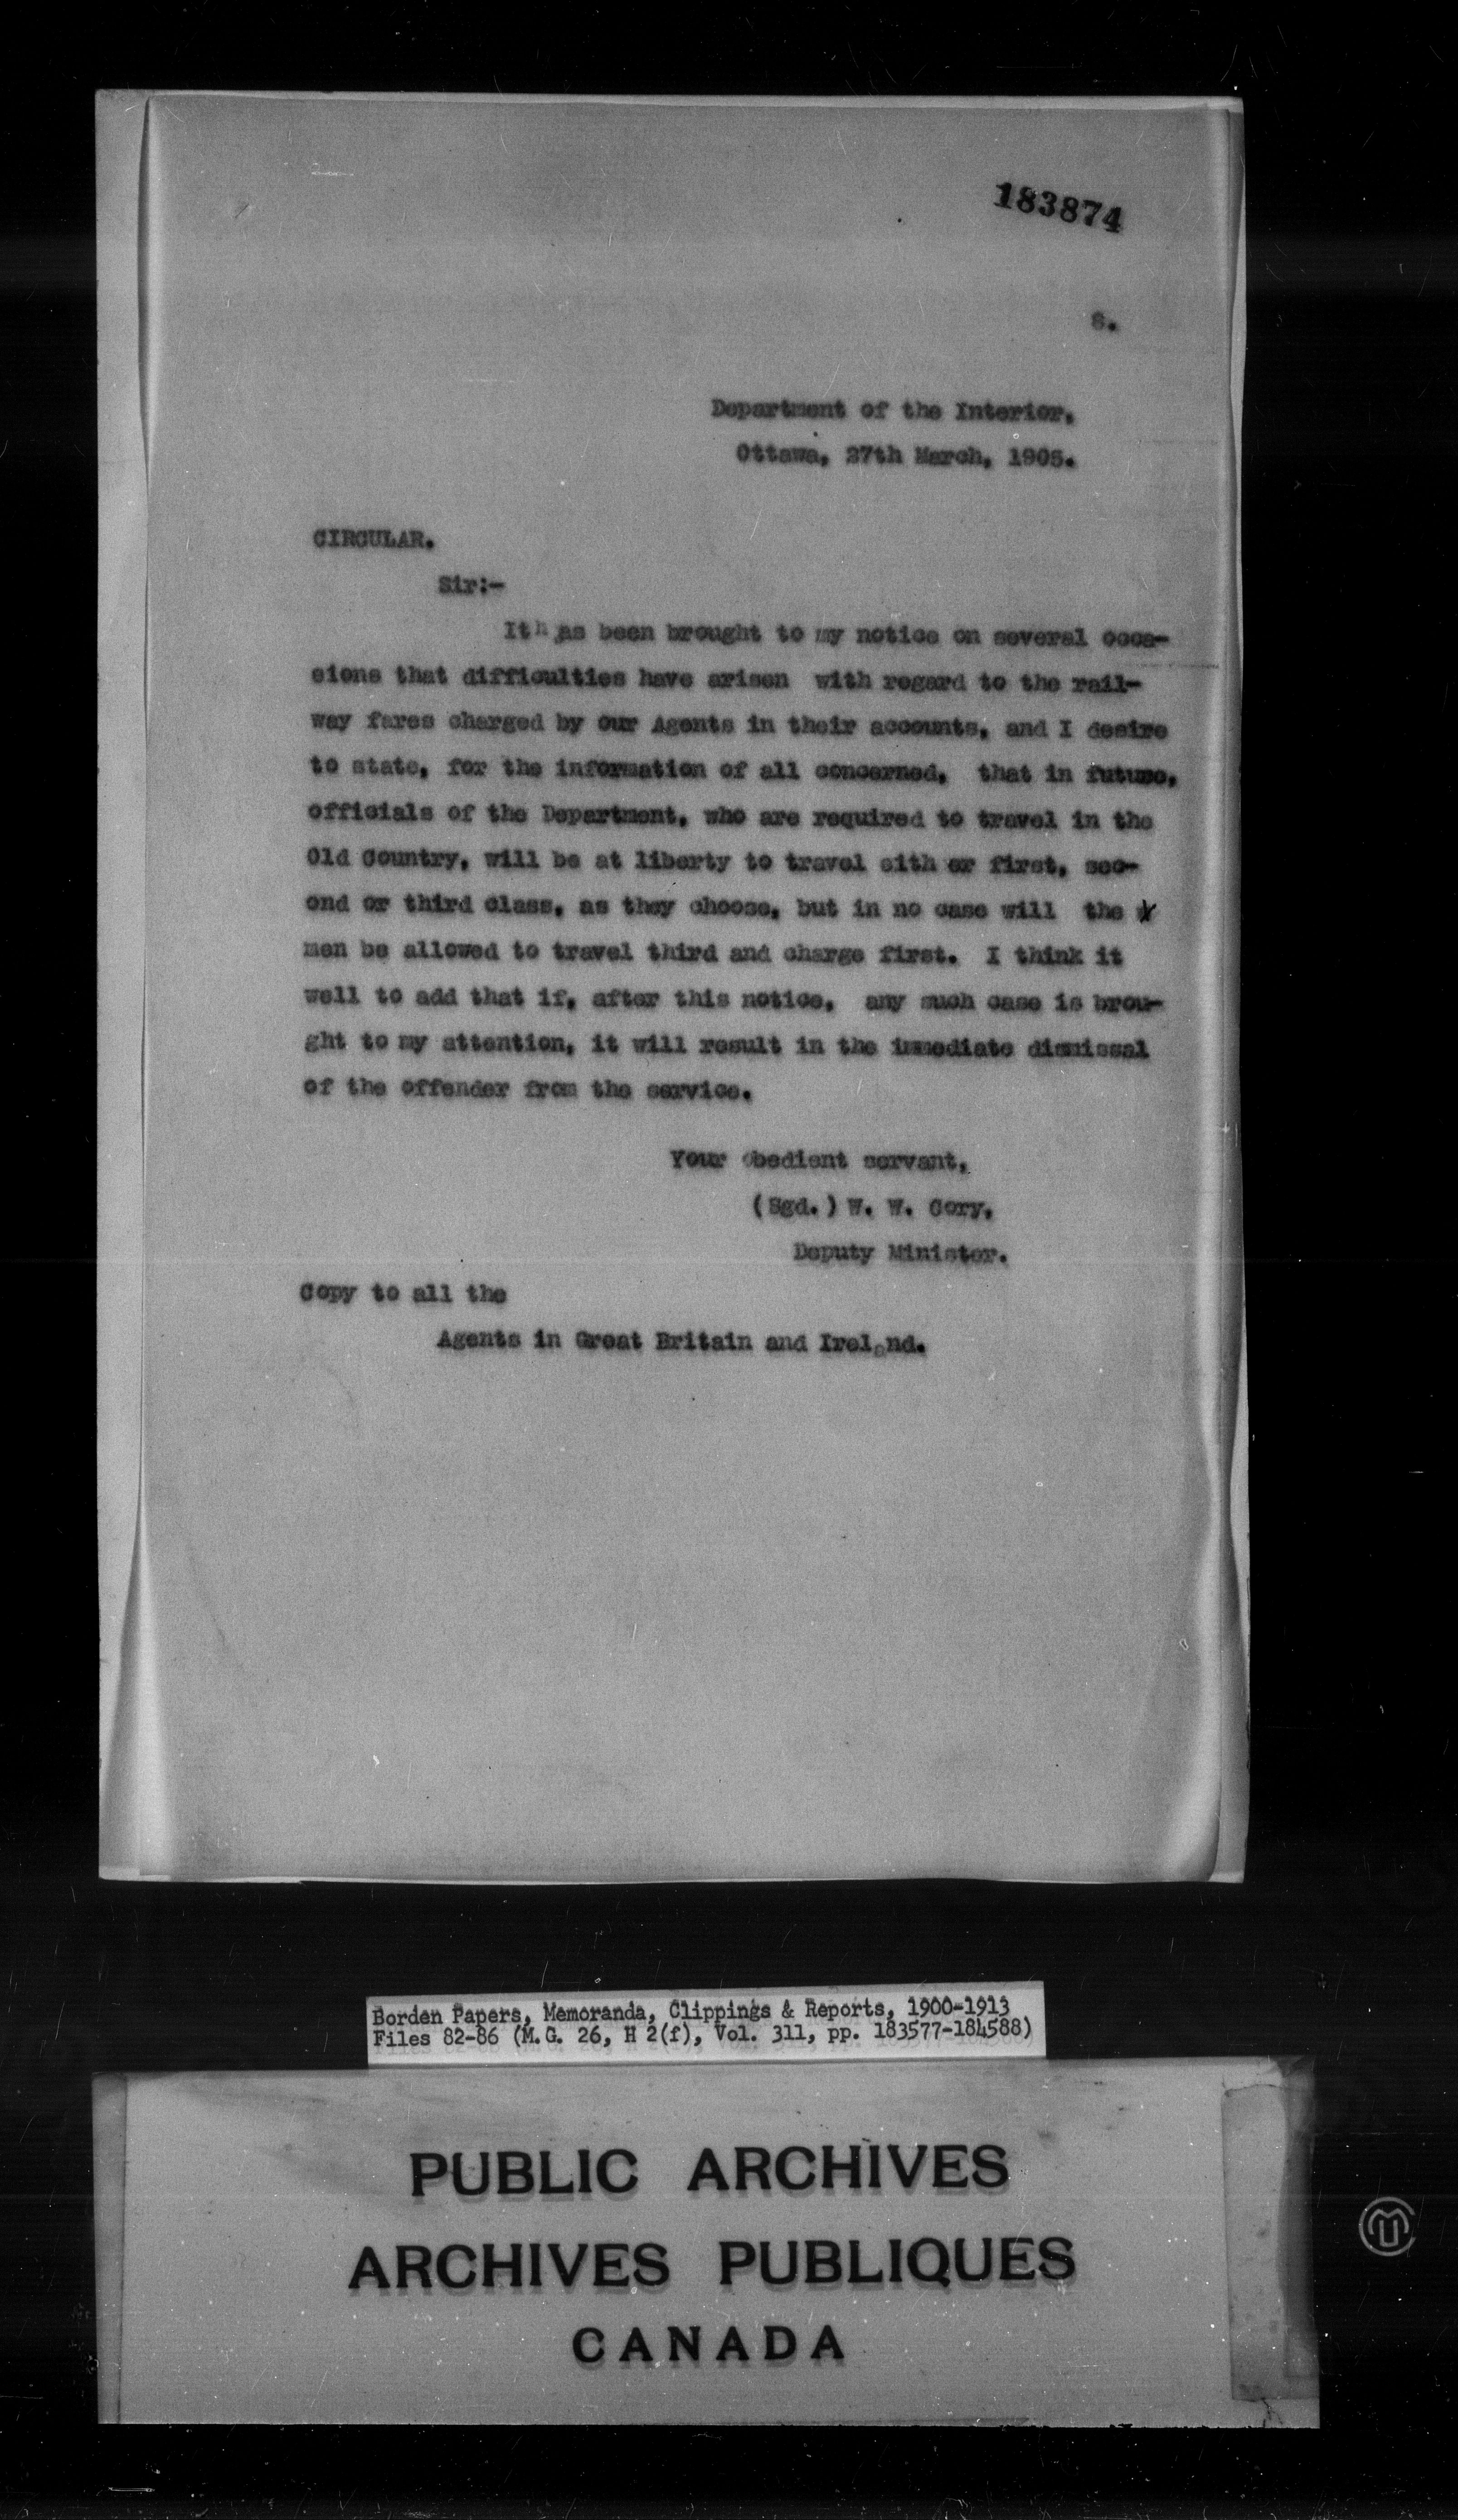 183874
8.
Department of the Interior,
Ottawa, 27th March, 1905.
CIRCULAR.
Sir:-
It has been brought to my notice on several occa-
sions that difficulties have arisen with regard to the rail-
way fares charged by our Agents in their accounts, and I desire
to state, for the information of all concerned, that in future,
officials of the Department, who are required to travel in the
Old Country, will be at liberty to travel eith er first, sec-
ond or third class, as they choose, but in no case will the
men be allowed to travel third and charge first. I think it
well to add that if, after this notice, any such case is brou-
ght to my attention, it will result in the immediate dismissal
of the offender from the service.
Your obedient servant,
(Sgd.) W. W. Cory,
Deputy Minister.
Copy to all the
Agents in Great Britain and Ireland.
Borden Papers, Memoranda, Clippings & Reports, 1900-1913
Files 82-86 (M.G. 26, H 2(f), Vol. 311, pp. 183577-184588)
PUBLIC ARCHIVES
ARCHIVES PUBLIQUES
CANADA